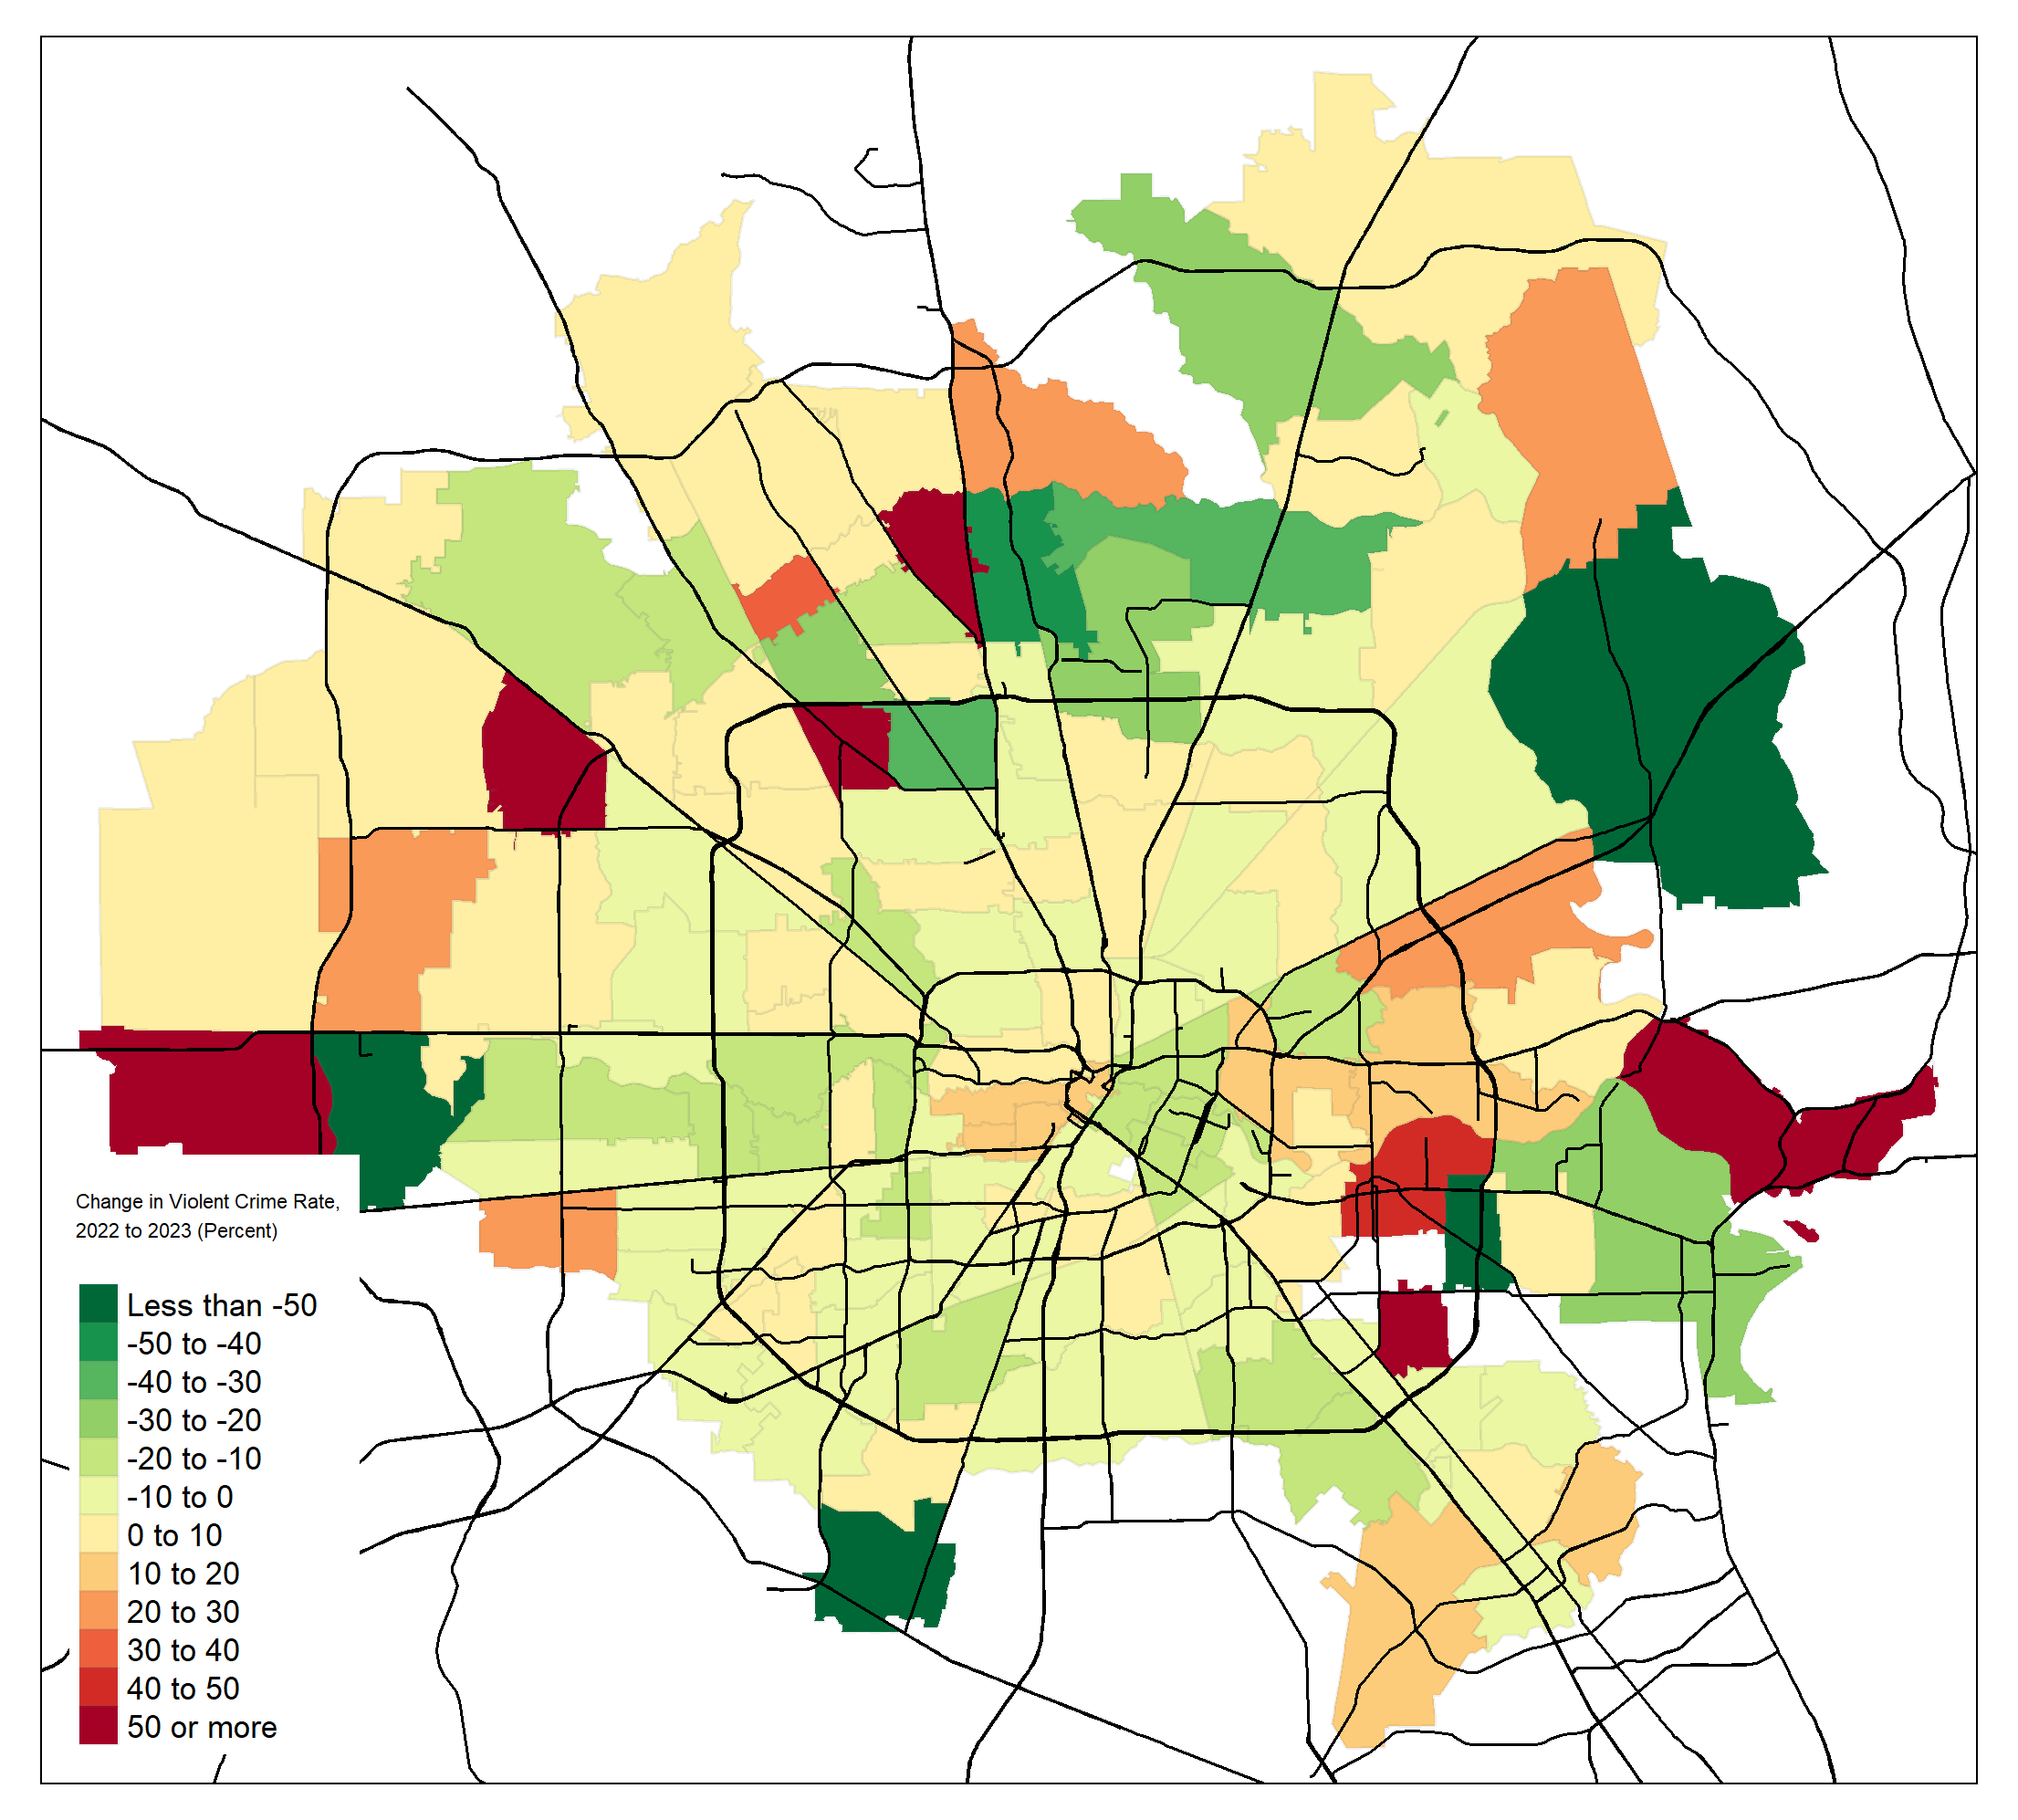 Change in Violent Crime Rate,
2022 to 2023 (Percent)
Less than -50
-50 to -40
-40 to -30
-30 to -20
-20 to -10
-10 to 0
0 to 10
10 to 20
20 to 30
30 to 40
40 to 50
50 or more